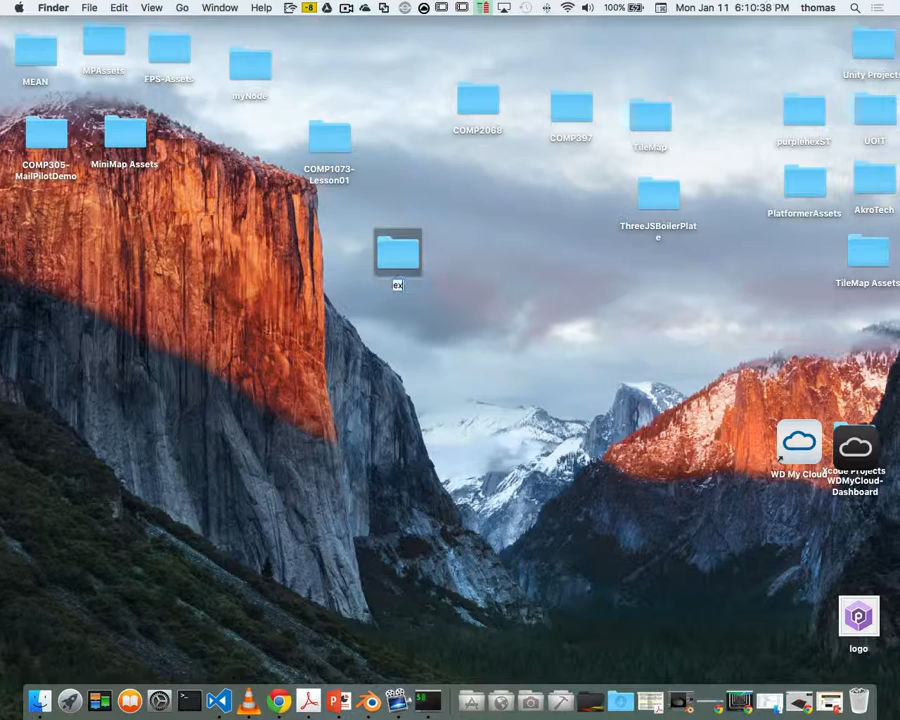 Finder File Edit View Go Window Help 100% Mon Jan 11 6:10:38 PM thomas
MEAN
MPAssets
FPS-Assets
myNode
COMP2068
COMP397
TileMap
Unity Projects
purplehexST
UOIT
COMP305-
MailPilotDemo
MiniMap Assets
COMP1073-
Lesson01
ThreeJSBoilerPlat
e
PlatformerAssets
AkroTech
TileMap Assets
ex
WD My Cloud
Xcode Projects
WDMyCloud-
Dashboard
logo